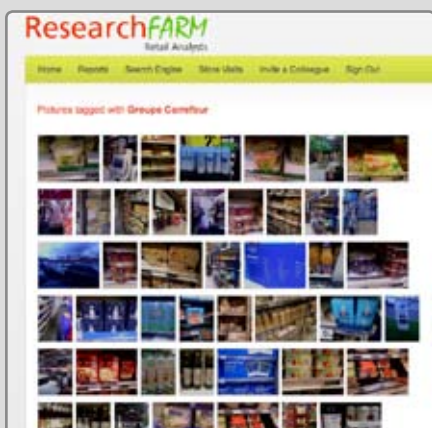 ResearchFARM
Retail Analysts
Home Reports Search Engine Store Visits Invite a Colleague Sign Out
Pictures tagged with Groupe Carrefour